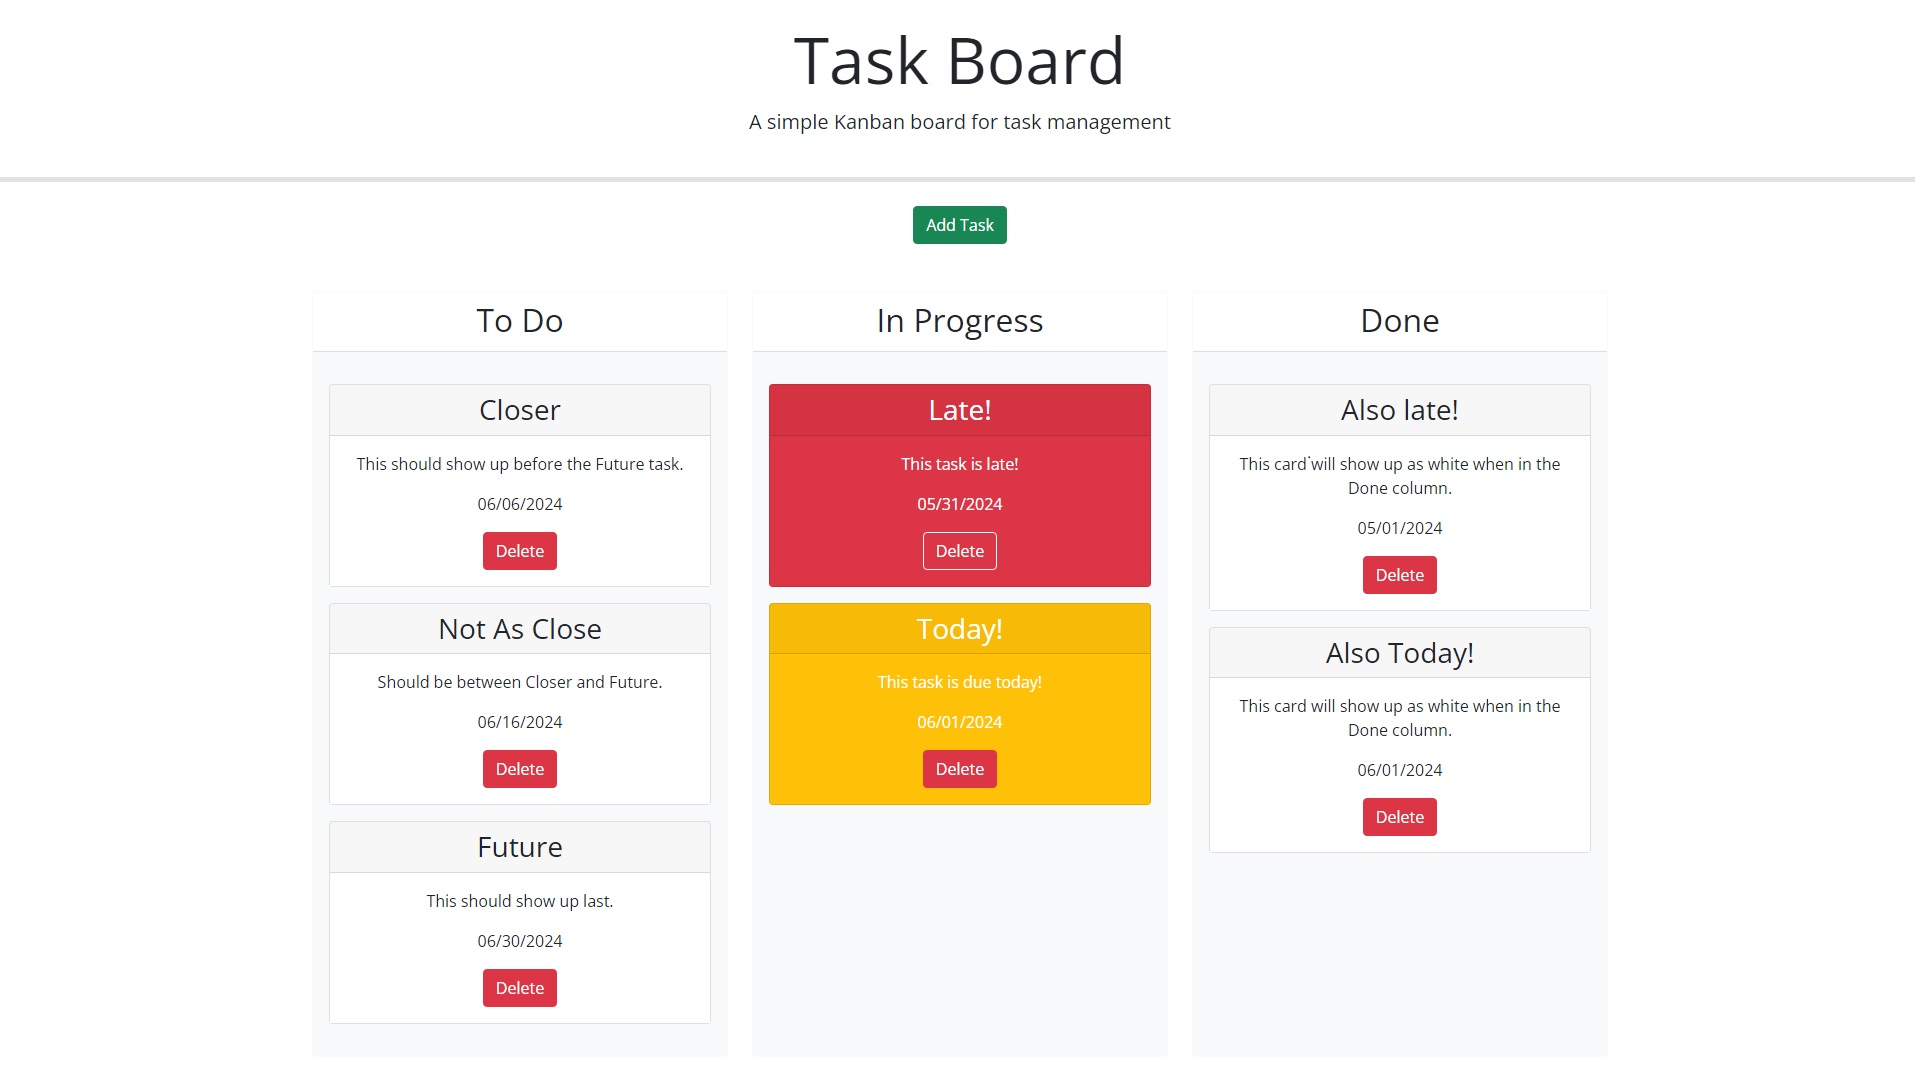 Task Board
A simple Kanban board for task management
Add Task
To Do
Closer
This should show up before the Future task.
06/06/2024
Delete
Not As Close
Should be between Closer and Future.
06/16/2024
Delete
Future
This should show up last.
06/30/2024
Delete
In Progress
Late!
This task is late!
05/31/2024
Delete
Today!
This task is due today!
06/01/2024
Delete
Done
Also late!
This card will show up as white when in the
Done column.
05/01/2024
Delete
Also Today!
This card will show up as white when in the
Done column.
06/01/2024
Delete